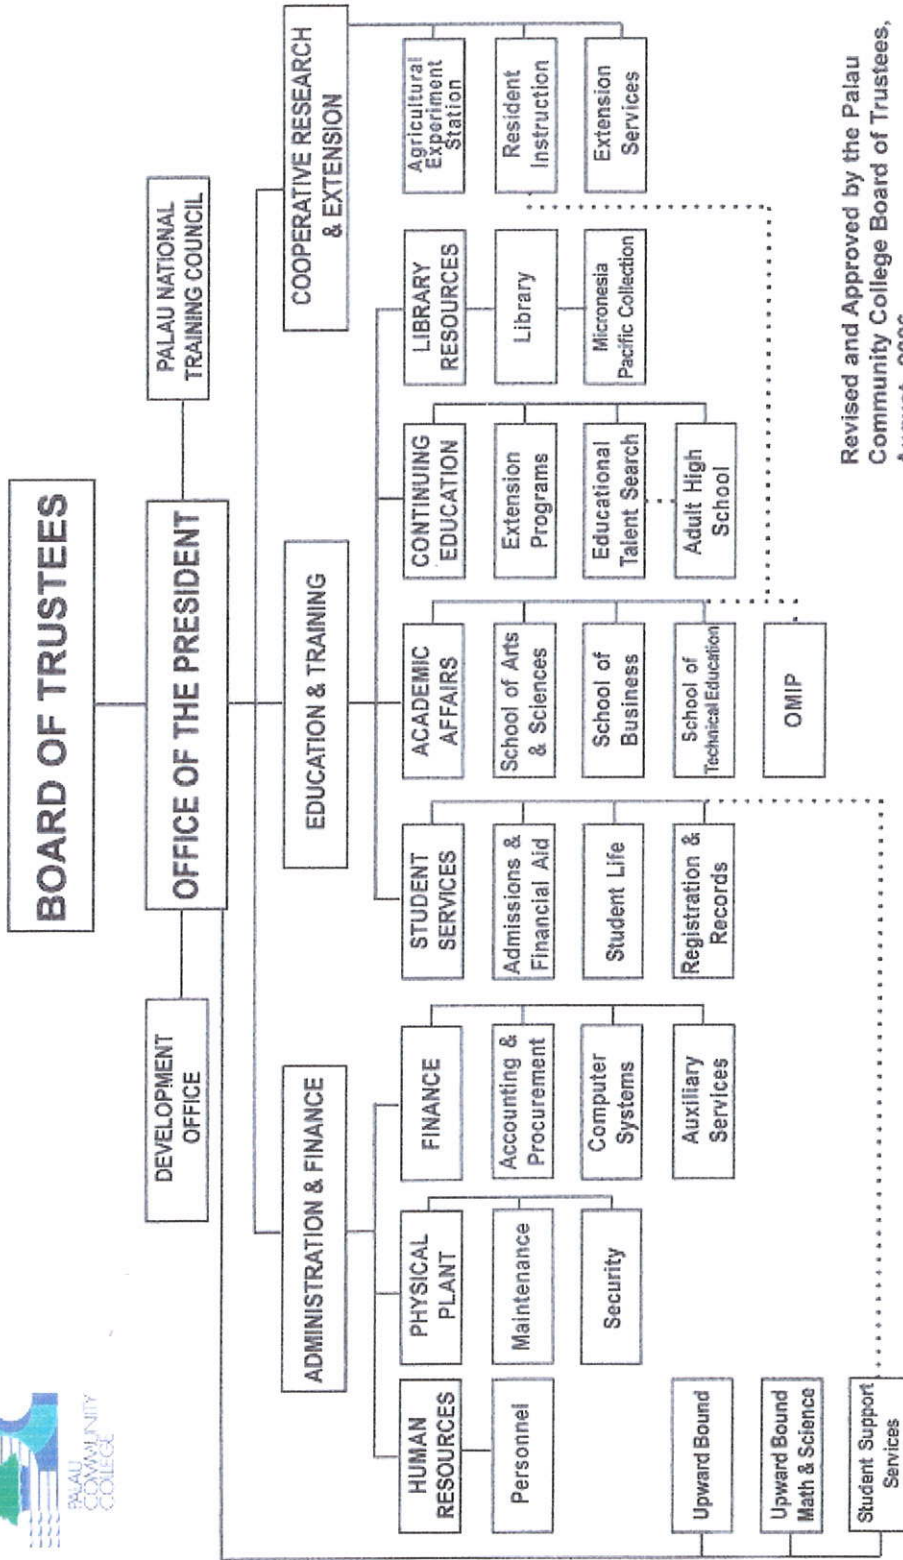 PALAU
COMMUNITY
COLLEGE
BOARD OF TRUSTEES
DEVELOPMENT
OFFICE
OFFICE OF THE PRESIDENT
PALAU NATIONAL
TRAINING COUNCIL
ADMINISTRATION & FINANCE
EDUCATION & TRAINING
COOPERATIVE RESEARCH
& EXTENSION
HUMAN
RESOURCES
Personnel
PHYSICAL
PLANT
Maintenance
Security
FINANCE
Accounting &
Procurement
Computer
Systems
Auxiliary
Services
STUDENT
SERVICES
Admissions &
Financial Aid
Student Life
Registration &
Records
ACADEMIC
AFFAIRS
School of Arts
& Sciences
School of
Business
School of
Technical Education
OMIP
CONTINUING
EDUCATION
Extension
Programs
Educational
Talent Search
Adult High
School
LIBRARY
RESOURCES
Library
Micronesia
Pacific Collection
Agricultural
Experiment
Station
Resident
Instruction
Extension
Services
Upward Bound
Upward Bound
Math & Science
Student Support
Services
Revised and Approved by the Palau
Community College Board of Trustees,